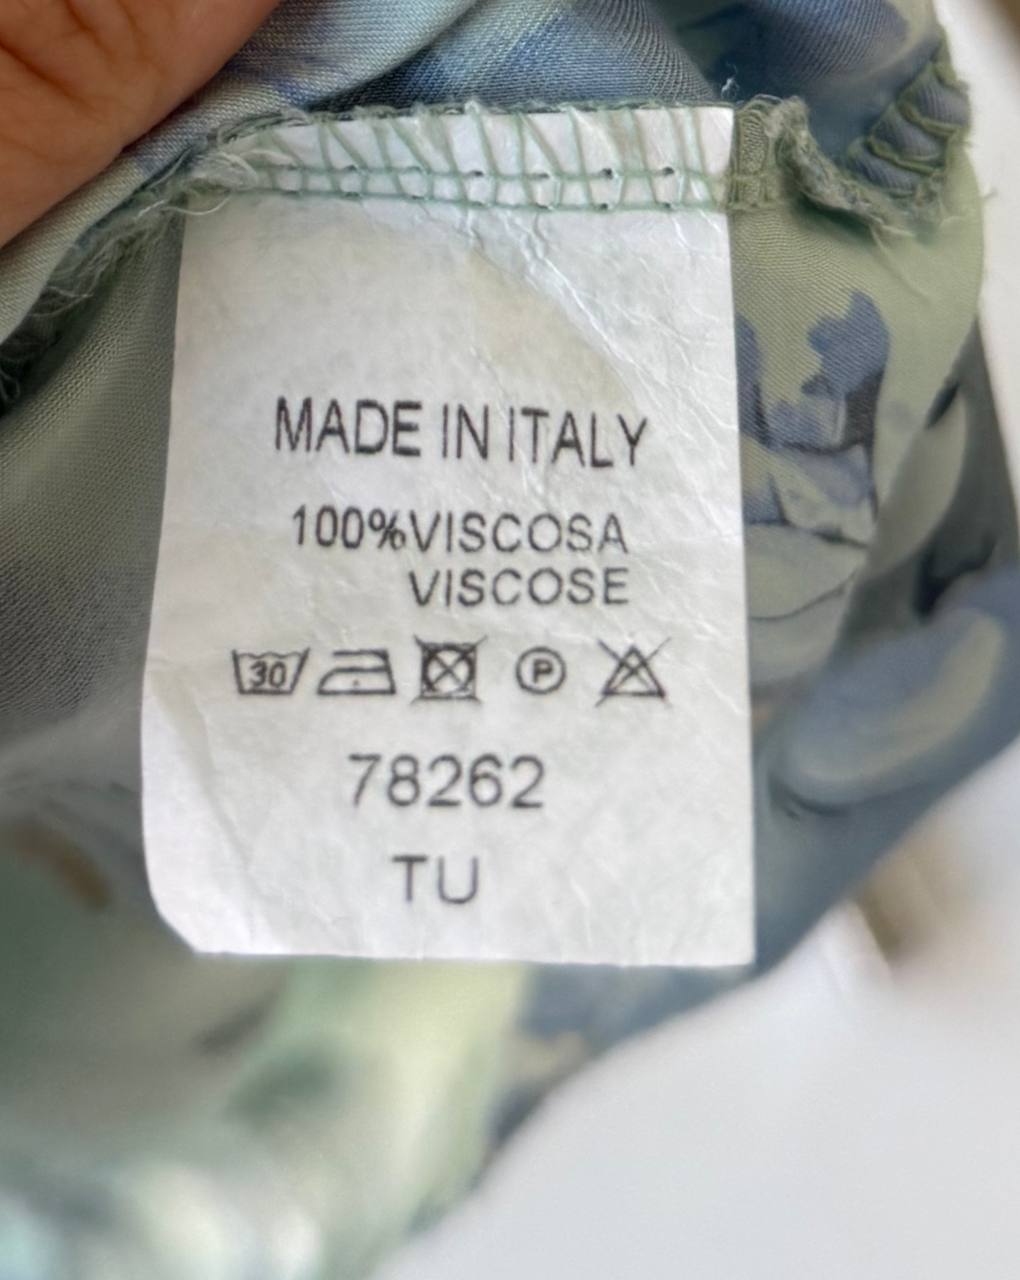 MADE IN ITALY
100%VISCOSA
VISCOSE
30 P
78262
TU